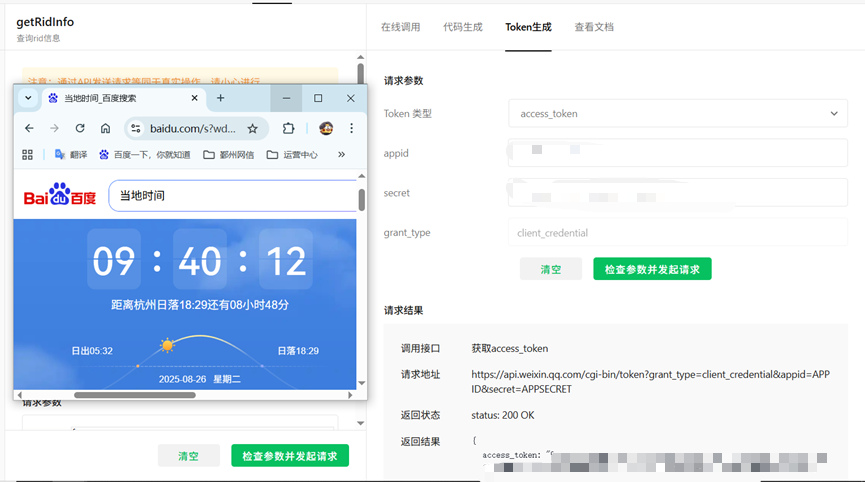 getRidInfo
查询rid信息
注意：通过API发送请求等同于真实操作，请小心进行
当地时间_百度搜索
baidu.com/s?wd...
翻译
百度一下，你就知道
鄞州网信
运营中心
Bai du 百度
当地时间
09 : 40 : 12
距离杭州日落18:29还有08小时48分
日出05:32
日落18:29
2025-08-26 星期二
请求参数
清空
检查参数并发起请求
在线调用
代码生成
Token生成
查看文档
请求参数
Token 类型
access_token
appid
secret
grant_type
client_credential
清空
检查参数并发起请求
请求结果
调用接口
获取access_token
请求地址
https://api.weixin.qq.com/cgi-bin/token?grant_type=client_credential&appid=APP
ID&secret=APPSECRET
返回状态
status: 200 OK
返回结果
{
access_token: "